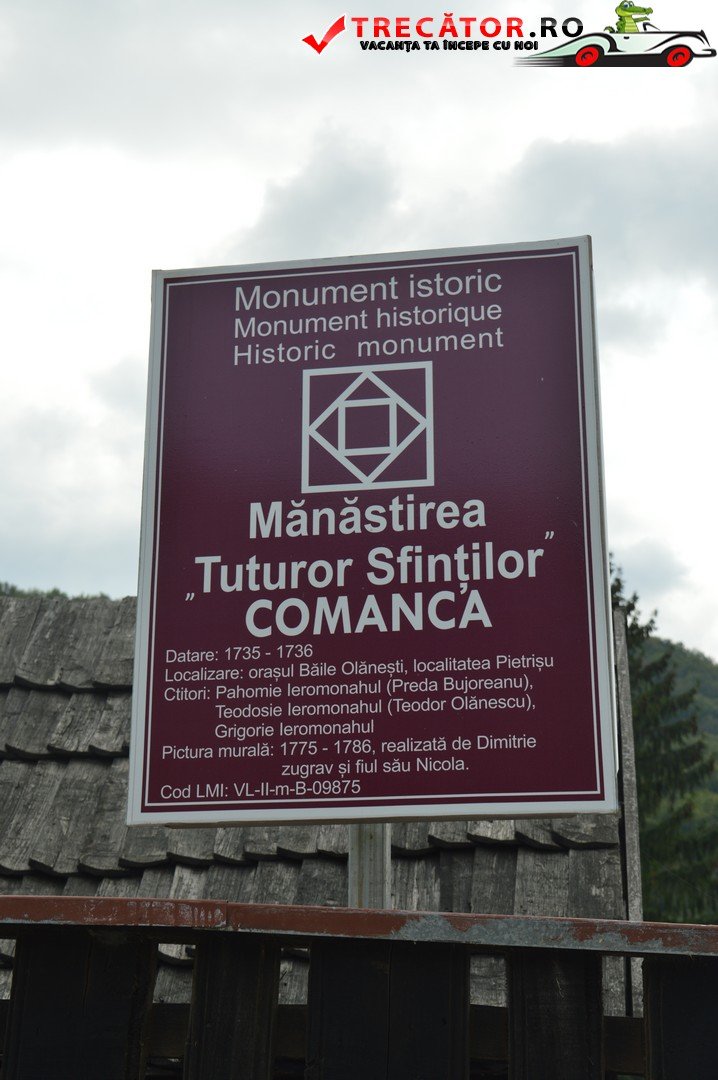 TRECĂTOR.RO
VACANȚA TA ÎNCEPE CU NOI
Monument istoric
Monument historique
Historic monument
Mănăstirea
„Tuturor Sfinților”
COMANCA
Datare: 1735 - 1736
Localizare: orașul Băile Olănești, localitatea Pietrișu
Ctitori: Pahomie Ieromonahul (Preda Bujoreanu),
Teodosie Ieromonahul (Teodor Olănescu),
Grigorie Ieromonahul
Pictura murală: 1775 - 1786, realizată de Dimitrie
zugrav și fiul său Nicola.
Cod LMI: VL-II-m-B-09875